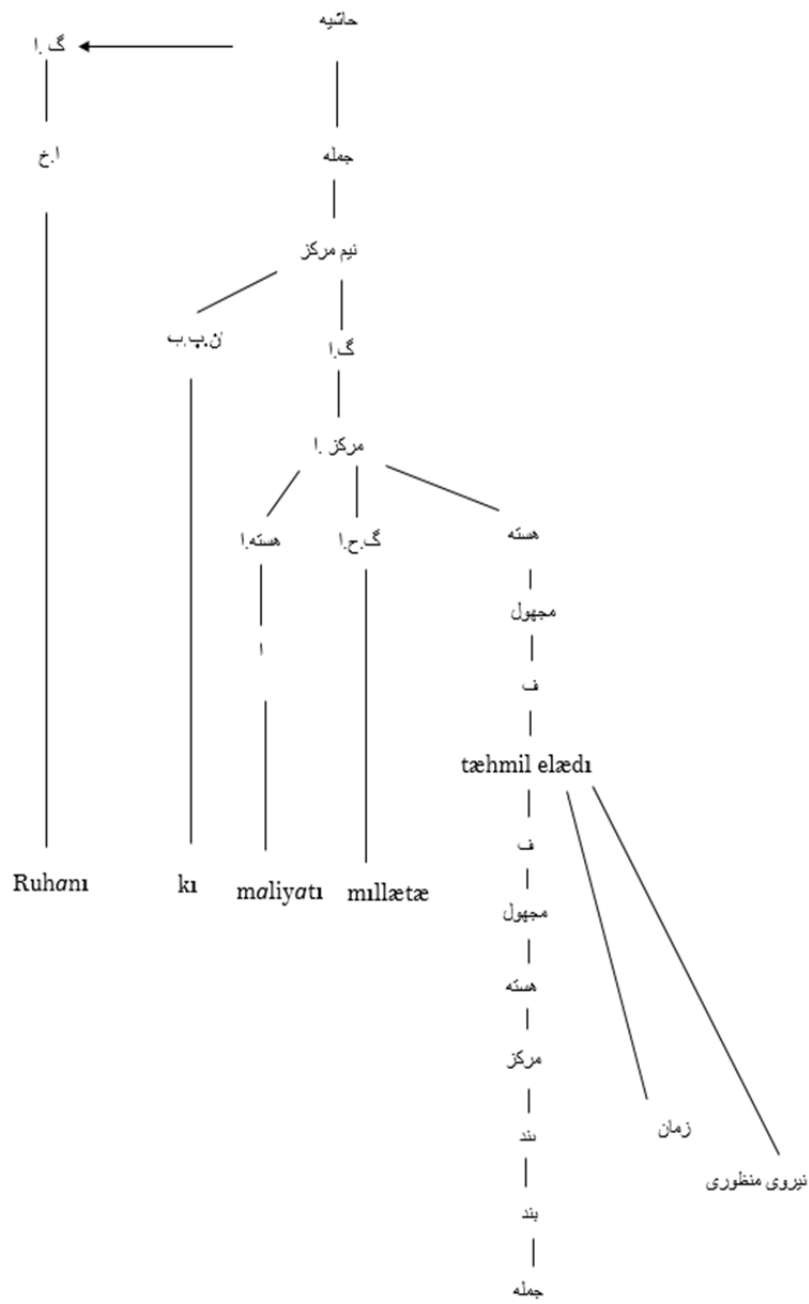 حاشیه
گ .ا
ا.خ
جمله
نیم مرکز
ن.پ.ب
گ.ا
مرکز .ا
هسته.ا
گ.ح.ا
هسته
مجهول
ا
ف
tæhmil elædı
ف
Ruhanı
kı
maliyatı
mıllætæ
مجهول
هسته
مرکز
زمان
بند
نیروی منظوری
بند
جمله